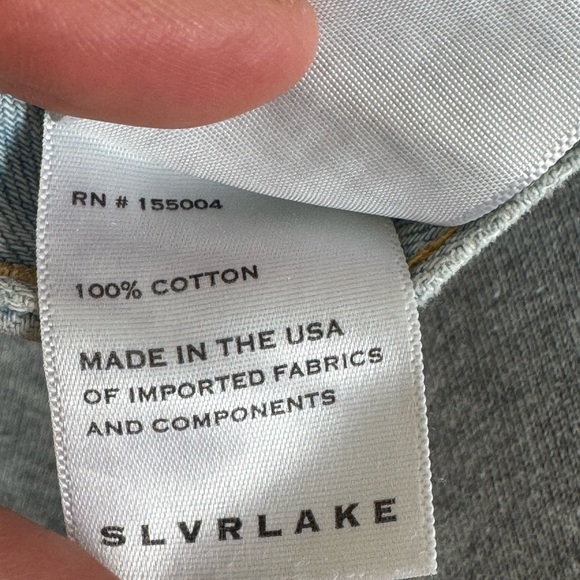 RN # 155004
100% COTTON
MADE IN THE USA
OF IMPORTED FABRICS
AND COMPONENTS
SLVRLAKE